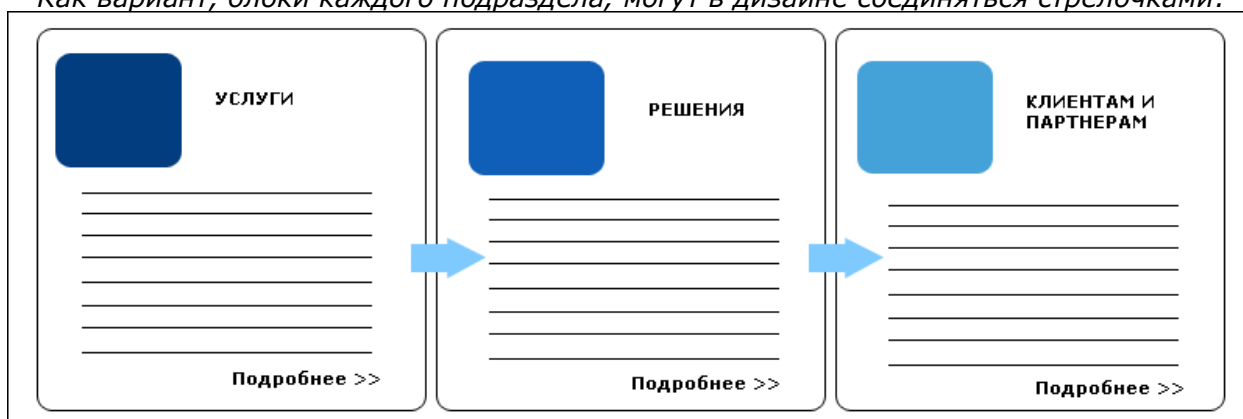 Как вариант, блоки каждого подраздела, могут в дизайне соединяться стрелочками:
УСЛУГИ
РЕШЕНИЯ
КЛИЕНТАМ И
ПАРТНЕРАМ
Подробнее >>
Подробнее >>
Подробнее >>